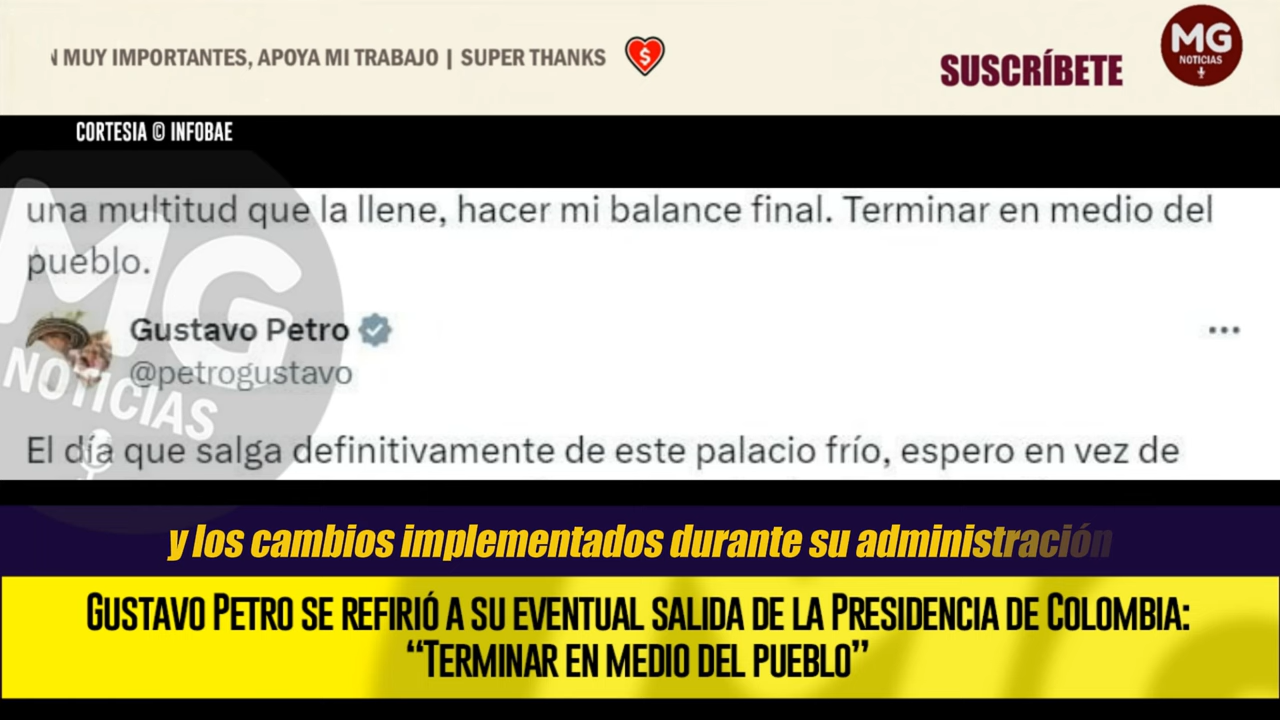 MUY IMPORTANTES, APOYA MI TRABAJO | SUPER THANKS
SUSCRÍBETE
MG
NOTICIAS
CORTESIA © INFOBAE
una multitud que la llene, hacer mi balance final. Terminar en medio del
pueblo.
Gustavo Petro
@petrogustavo
El día que salga definitivamente de este palacio frío, espero en vez de
MG
NOTICIAS
y los cambios implementados durante su administración
GUSTAVO PETRO SE REFIRIÓ A SU EVENTUAL SALIDA DE LA PRESIDENCIA DE COLOMBIA:
“TERMINAR EN MEDIO DEL PUEBLO”